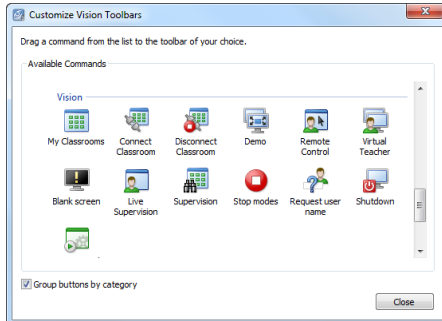 Customize Vision Toolbars
Drag a command from the list to the toolbar of your choice.
Available Commands
Vision
My Classrooms
Connect
Classroom
Disconnect
Classroom
Demo
Remote
Control
Virtual
Teacher
Blank screen
Live
Supervision
Supervision
Stop modes
Request user
name
Shutdown
Group buttons by category
Close